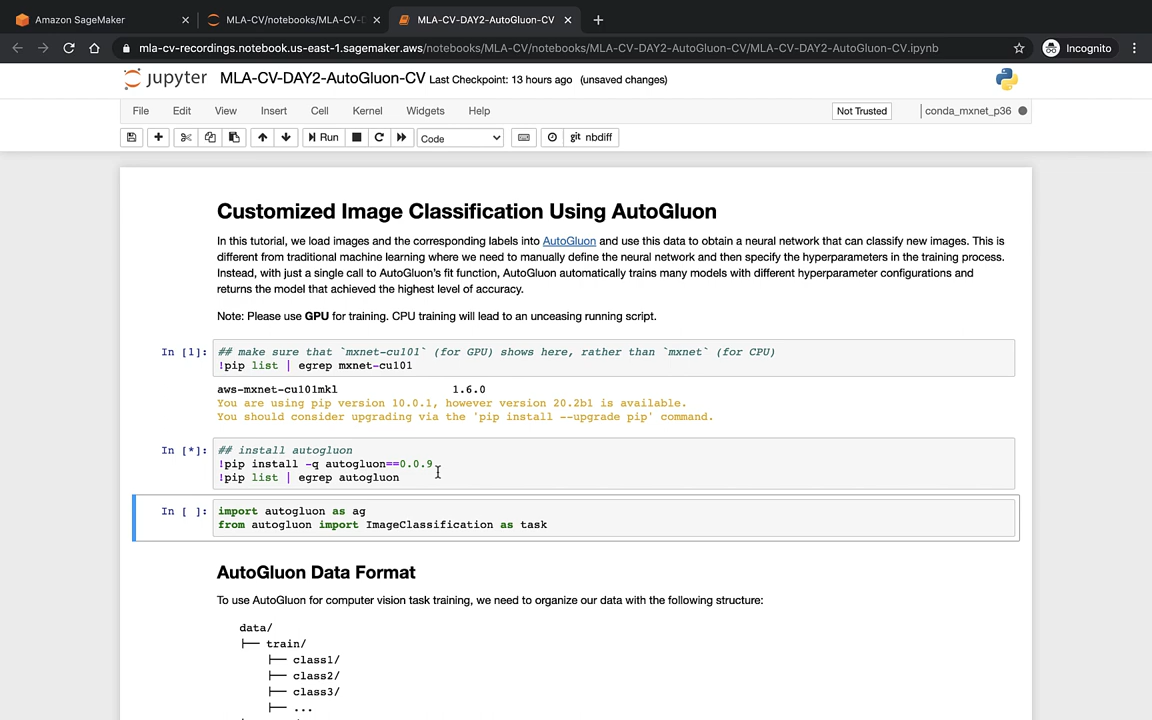 Amazon SageMaker
MLA-CV/notebooks/MLA-CV-D
MLA-CV-DAY2-AutoGluon-CV
mla-cv-recordings.notebook.us-east-1.sagemaker.aws/notebooks/MLA-CV/notebooks/MLA-CV-DAY2-AutoGluon-CV/MLA-CV-DAY2-AutoGluon-CV.ipynb
Incognito
jupyter MLA-CV-DAY2-AutoGluon-CV Last Checkpoint: 13 hours ago (unsaved changes)
File Edit View Insert Cell Kernel Widgets Help Not Trusted conda_mxnet_p36
Run Code git nbdiff
Customized Image Classification Using AutoGluon
In this tutorial, we load images and the corresponding labels into AutoGluon and use this data to obtain a neural network that can classify new images. This is
different from traditional machine learning where we need to manually define the neural network and then specify the hyperparameters in the training process.
Instead, with just a single call to AutoGluon's fit function, AutoGluon automatically trains many models with different hyperparameter configurations and
returns the model that achieved the highest level of accuracy.
Note: Please use GPU for training. CPU training will lead to an unceasing running script.
In [1]: ## make sure that `mxnet-cu101` (for GPU) shows here, rather than `mxnet` (for CPU)
!pip list | egrep mxnet-cu101
aws-mxnet-cu101mkl 1.6.0
You are using pip version 10.0.1, however version 20.2b1 is available.
You should consider upgrading via the 'pip install --upgrade pip' command.
In [*]: ## install autogluon
!pip install -q autogluon==0.0.9
!pip list | egrep autogluon
In [ ]: import autogluon as ag
from autogluon import ImageClassification as task
AutoGluon Data Format
To use AutoGluon for computer vision task training, we need to organize our data with the following structure:
data/
├── train/
├── class1/
├── class2/
├── class3/
├── ...